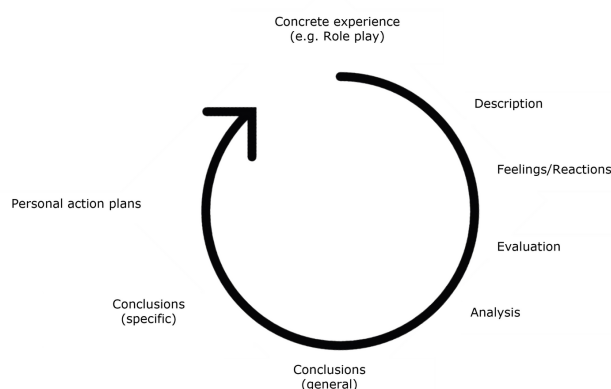 Concrete experience
(e.g. Role play)
Description
Feelings/Reactions
Evaluation
Analysis
Conclusions
(general)
Conclusions
(specific)
Personal action plans